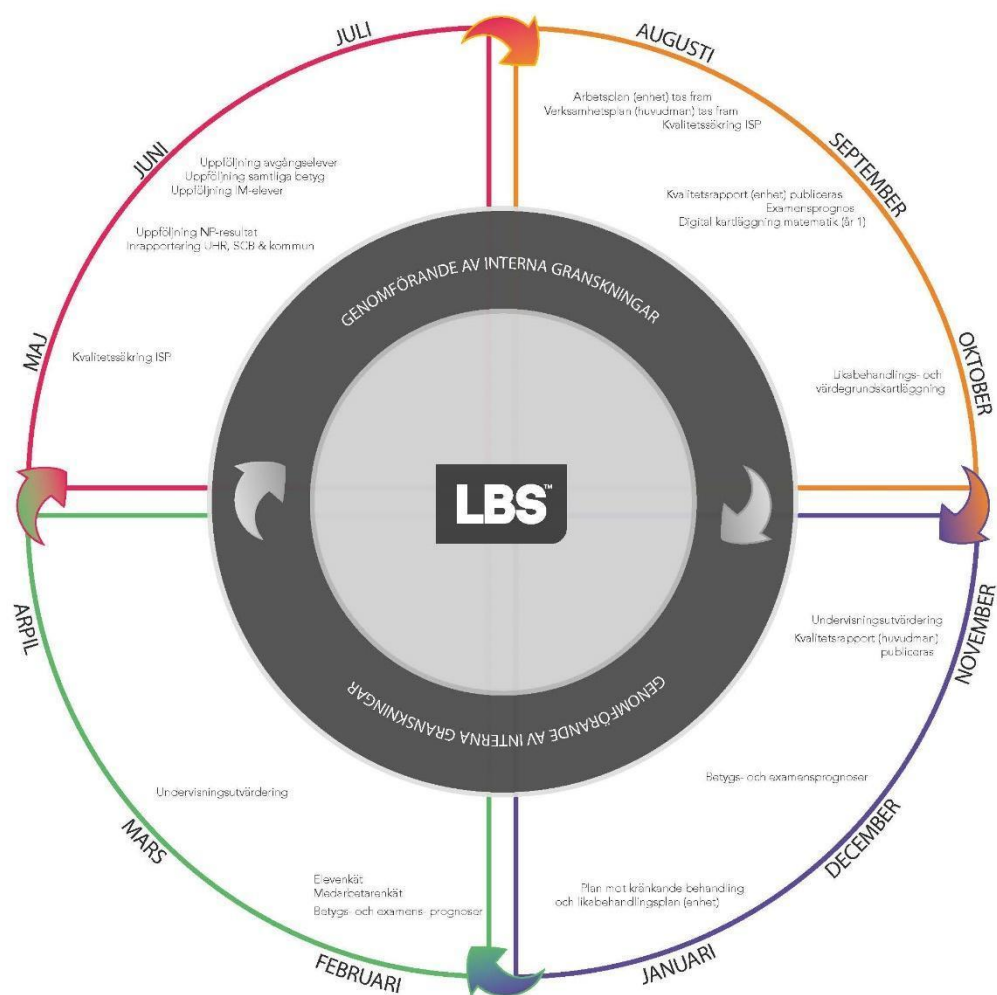 JULI
AUGUSTI
Arbetsplan (enhet) tas fram
Verksamhetsplan (huvudman) tas fram
Kvalitetssäkring ISP
SEPTEMBER
Kvalitetsrapport (enhet) publiceras
Examensprognos
Digital kartläggning matematik (år 1)
OKTOBER
Likabehandlings- och
värdegrundskartläggning
NOVEMBER
Undervisningsutvärdering
Kvalitetsrapport (huvudman)
publiceras
DECEMBER
Betygs- och examensprognoser
JANUARI
Plan mot kränkande behandling
och likabehandlingsplan (enhet)
FEBRUARI
Elevenkät
Medarbetarenkät
Betygs- och examens- prognoser
MARS
Undervisningsutvärdering
ARPIL
MAJ
Kvalitetssäkring ISP
JUNI
Uppföljning avgångselever
Uppföljning samtliga betyg
Uppföljning IM-elever
Uppföljning NP-resultat
Inrapportering UHR, SCB & kommun
GENOMFÖRANDE AV INTERNA GRANSKNINGAR
LBS™
GENOMFÖRANDE AV INTERNA GRANSKNINGAR